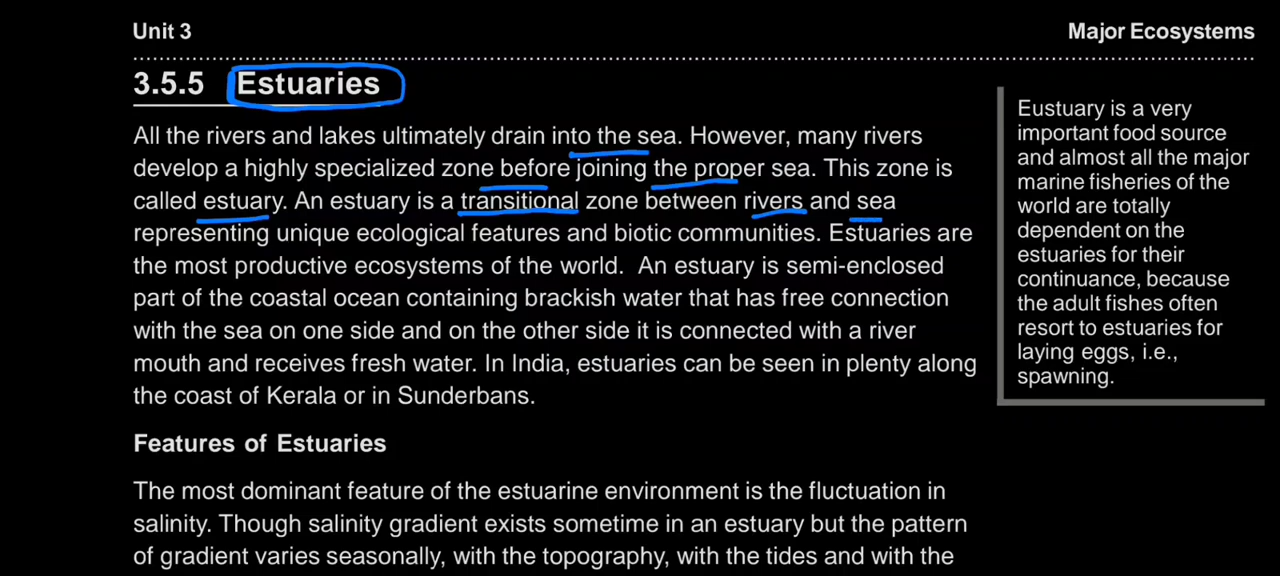 Unit 3
Major Ecosystems
3.5.5 Estuaries
All the rivers and lakes ultimately drain into the sea. However, many rivers
develop a highly specialized zone before joining the proper sea. This zone is
called estuary. An estuary is a transitional zone between rivers and sea
representing unique ecological features and biotic communities. Estuaries are
the most productive ecosystems of the world. An estuary is semi-enclosed
part of the coastal ocean containing brackish water that has free connection
with the sea on one side and on the other side it is connected with a river
mouth and receives fresh water. In India, estuaries can be seen in plenty along
the coast of Kerala or in Sunderbans.
Eustuary is a very
important food source
and almost all the major
marine fisheries of the
world are totally
dependent on the
estuaries for their
continuance, because
the adult fishes often
resort to estuaries for
laying eggs, i.e.,
spawning.
Features of Estuaries
The most dominant feature of the estuarine environment is the fluctuation in
salinity. Though salinity gradient exists sometime in an estuary but the pattern
of gradient varies seasonally, with the topography, with the tides and with the